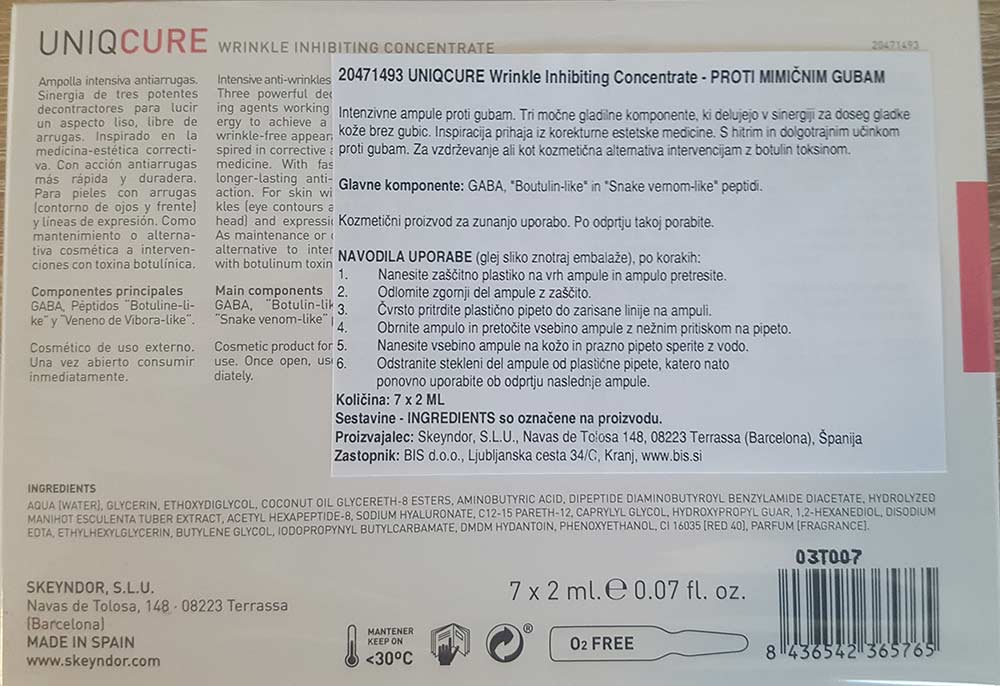 UNIQCURE WRINKLE INHIBITING CONCENTRATE
20471493
Ampolla intensiva antiarrugas.
Sinergia de tres potentes
decontractores para lucir
un aspecto liso, libre de
arrugas. Inspirado en la
medicina-estética correcti-
va. Con acción antiarrugas
más rápida y duradera.
Para pieles con arrugas
(contorno de ojos y frente)
y líneas de expresión. Como
mantenimiento o alterna-
tiva cosmética a interven-
ciones con toxina botulínica.
Componentes principales
GABA, Péptidos "Botuline-li-
ke" y "Veneno de Vibora-like".
Cosmético de uso externo.
Una vez abierto consumir
inmediatamente.
Intensive anti-wrinkles
Three powerful
ing agents working
ergy to achieve a
wrinkle-free
spired in corrective
medicine. With
longer-lasting anti-
action. For skin
kles (eye contours
head) and
As maintenance or
alternative to
with botulinum
Main components
GABA,
"Snake venom-like"
Cosmetic product for
use. Once open,
diately.
20471493 UNIQCURE Wrinkle Inhibiting Concentrate - PROTI MIMIČNIM GUBAM
Intenzivne ampule proti gubam. Tri močne gladilne komponente, ki delujejo v sinergiji za doseg gladke
kože brez gubic. Inspiracija prihaja iz korekturne estetske medicine. S hitrim in dolgotrajnim učinkom
proti gubam. Za vzdrževanje ali kot kozmetična alternativa intervencijam z botulin toksinom.
Glavne komponente: GABA, "Boutulin-like" in "Snake vemom-like" peptidi.
Kozmetični proizvod za zunanjo uporabo. Po odprtju takoj porabite.
NAVODILA UPORABE (glej sliko znotraj embalaže), po korakih:
1. Nanesite zaščitno plastiko na vrh ampule in ampulo pretresite.
2. Odlomite zgornji del ampule z zaščito.
3. Čvrsto pritrdite plastično pipeto do zarisane linije na ampuli.
4. Obrnite ampulo in pretočite vsebino ampule z nežnim pritiskom na pipeto.
5. Nanesite vsebino ampule na kožo in prazno pipeto sperite z vodo.
6. Odstranite stekleni del ampule od plastične pipete, katero nato
ponovno uporabite ob odprtju naslednje ampule.
Količina: 7 x 2 ML
Sestavine - INGREDIENTS so označene na proizvodu.
Proizvajalec: Skeyndor, S.L.U., Navas de Tolosa 148, 08223 Terrassa (Barcelona), Španija
Zastopnik: BIS d.o.o., Ljubljanska cesta 34/C, Kranj, www.bis.si
INGREDIENTS
AQUA (WATER), GLYCERIN, ETHOXYDIGLYCOL, COCONUT OIL GLYCERETH-8 ESTERS, AMINOBUTYRIC ACID, DIPEPTIDE DIAMINOBUTYROYL BENZYLAMIDE DIACETATE, HYDROLYZED
MANIHOT ESCULENTA TUBER EXTRACT, ACETYL HEXAPEPTIDE-8, SODIUM HYALURONATE, C12-15 PARETH-12, CAPRYLYL GLYCOL, HYDROXYPROPYL GUAR, 1,2-HEXANEDIOL, DISODIUM
EDTA, ETHYLHEXYLGLYCERIN, BUTYLENE GLYCOL, IODOPROPYNYL BUTYLCARBAMATE, DMDM HYDANTOIN, PHENOXYETHANOL, CI 16035 (RED 40), PARFUM (FRAGRANCE).
03T007
SKEYNDOR, S.L.U.
Navas de Tolosa, 148 · 08223 Terrassa
(Barcelona)
MADE IN SPAIN
www.skeyndor.com
7 x 2 ml. ℮ 0.07 fl. oz.
MANTENER
KEEP ON
<30ºC
®
O2 FREE
8 436542 365765